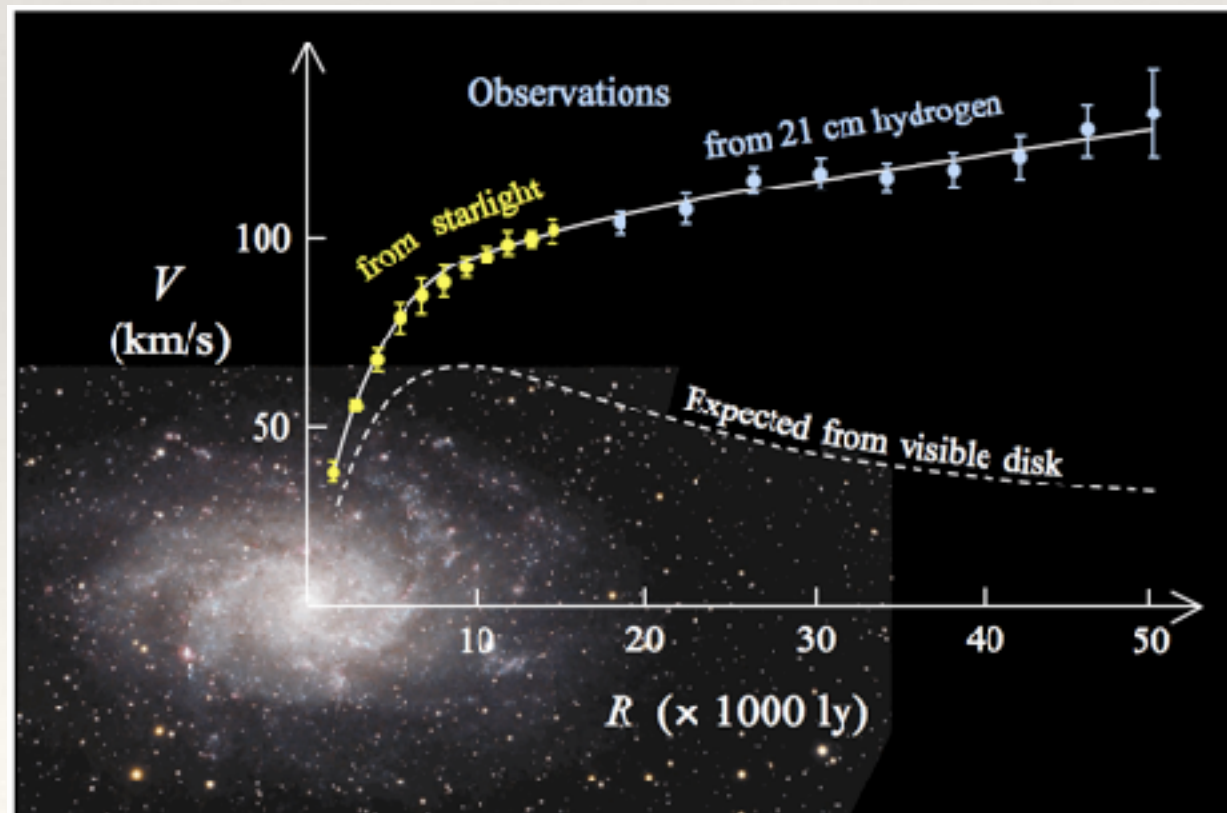 Observations
from 21 cm hydrogen
from starlight
100
V
(km/s)
50
Expected from visible disk
10 20 30 40 50
R (× 1000 ly)